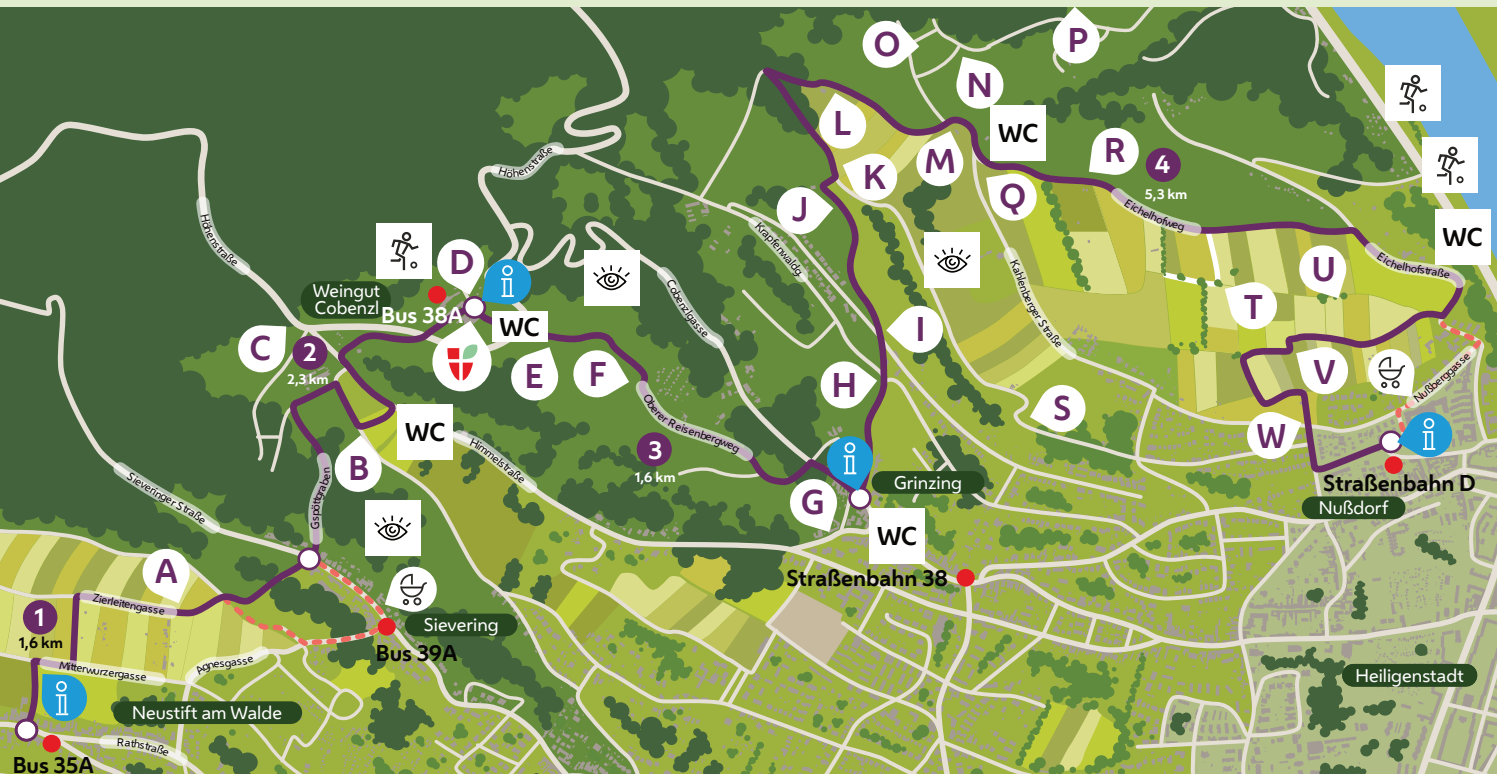 O
P
N
WC
L
M
K
R
4
5,3 km
Q
J
Höhenstraße
Höhenstraße
Krapfenwaldg.
Eichelhofweg
WC
U
Eichelhofstraße
T
D
i
Weingut
Cobenzl
Bus 38A
WC
Cobenzlgasse
Kahlenberger Straße
I
C
2
2,3 km
E
F
H
V
Nußberggasse
S
W
i
Straßenbahn D
Nußdorf
Oberer Reisenbergweg
3
1,6 km
WC
Himmelstraße
B
Gspöttgraben
Sieveringer Straße
i
G
Grinzing
WC
Straßenbahn 38
A
Zierleitengasse
1
1,6 km
Sievering
Bus 39A
Mitterwurzergasse
Agnesgasse
i
Neustift am Walde
Rathstraße
Bus 35A
Heiligenstadt